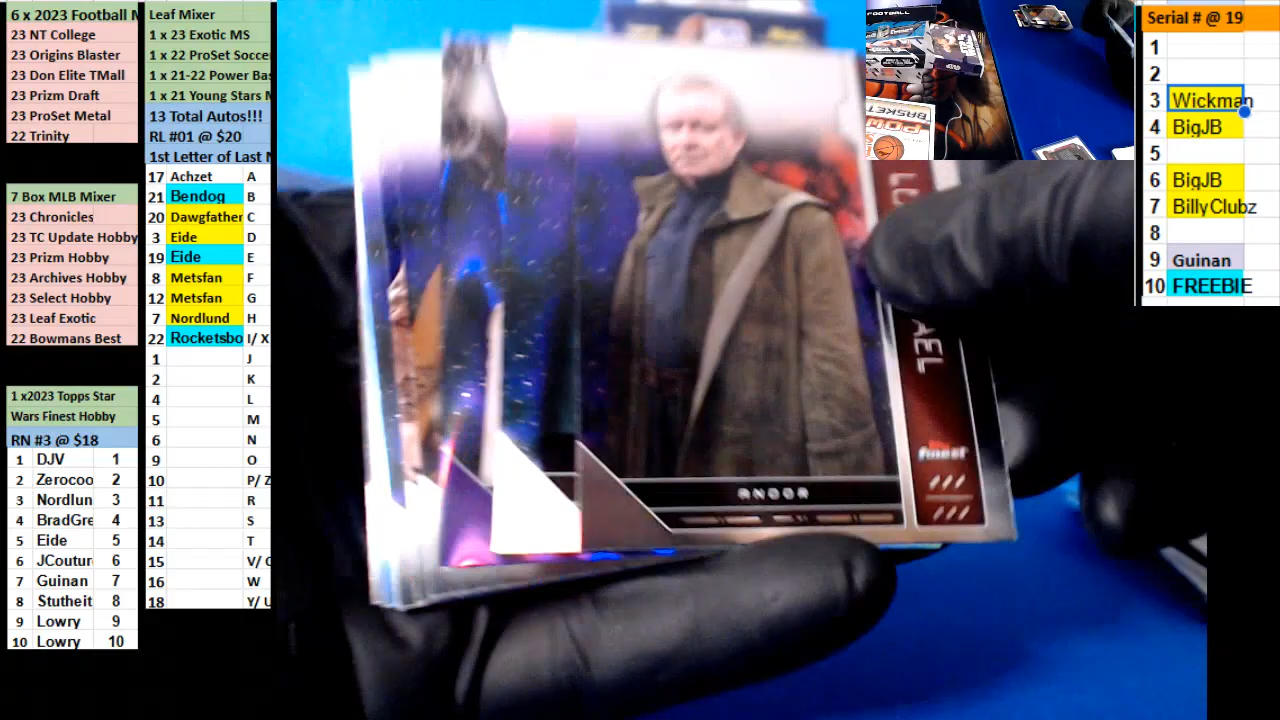 6 x 2023 Football M
23 NT College
23 Origins Blaster
23 Don Elite TMall
23 Prizm Draft
23 ProSet Metal
22 Trinity
7 Box MLB Mixer
23 Chronicles
23 TC Update Hobby
23 Prizm Hobby
23 Archives Hobby
23 Select Hobby
23 Leaf Exotic
22 Bowmans Best
1 x2023 Topps Star
Wars Finest Hobby
RN #3 @ $18
1 DJV 1
2 Zerocoo 2
3 Nordlun 3
4 BradGre 4
5 Eide 5
6 JCoutur 6
7 Guinan 7
8 Stutheit 8
9 Lowry 9
10 Lowry 10
Leaf Mixer
1 x 23 Exotic MS
1 x 22 ProSet Socce
1 x 21-22 Power Bas
1 x 21 Young Stars M
13 Total Autos!!!
RL #01 @ $20
1st Letter of Last N
17 Achzet A
21 Bendog B
20 Dawgfather C
3 Eide D
19 Eide E
8 Metsfan F
12 Metsfan G
7 Nordlund H
22 Rocketsbo I/ X
1 J
2 K
4 L
5 M
6 N
9 O
10 P/ Z
11 R
13 S
14 T
15 V/ 
16 W
18 Y/ U
LU
AEL
finest
ANDOR
FOOTBALL
STAR WARS
BASKET
POW
Serial # @ 19
1
2
3 Wickman
4 BigJB
5
6 BigJB
7 BillyClubz
8
9 Guinan
10 FREEBIE